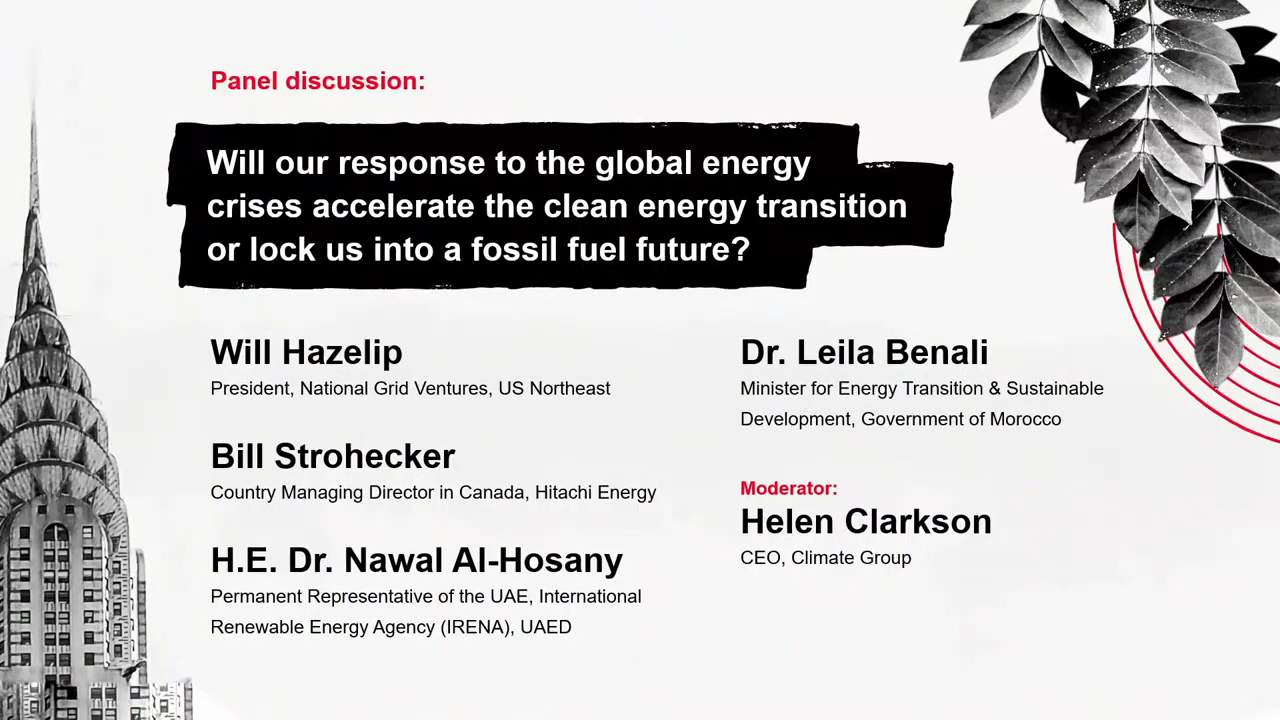 Panel discussion:
Will our response to the global energy
crises accelerate the clean energy transition
or lock us into a fossil fuel future?
Will Hazelip
President, National Grid Ventures, US Northeast
Bill Strohecker
Country Managing Director in Canada, Hitachi Energy
H.E. Dr. Nawal Al-Hosany
Permanent Representative of the UAE, International
Renewable Energy Agency (IRENA), UAED
Dr. Leila Benali
Minister for Energy Transition & Sustainable
Development, Government of Morocco
Moderator:
Helen Clarkson
CEO, Climate Group